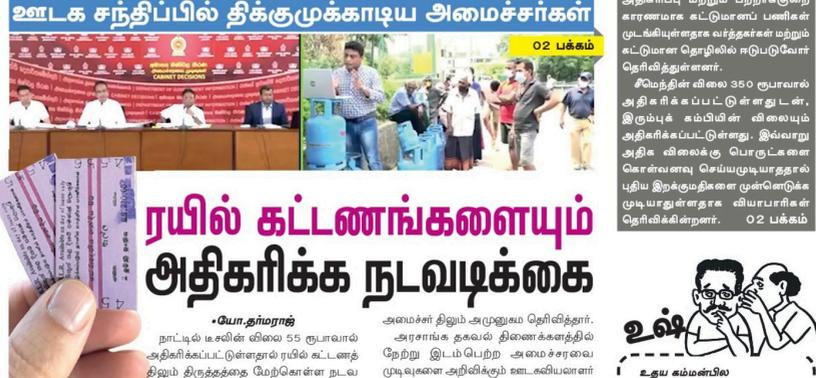 ஊடக சந்திப்பில் திக்குமுக்காடிய அமைச்சர்கள்
02 பக்கம்
CABINET DECISIONS
ரயில் கட்டணங்களையும்
அதிகரிக்க நடவடிக்கை
•யோ.தர்மராஜ்
நாட்டில் டீசலின் விலை 55 ரூபாவால்
அதிகரிக்கப்பட்டுள்ளதால் ரயில் கட்டணத்
திலும் திருத்தத்தை மேற்கொள்ள நடவ
அமைச்சர் திலும் அமுனுகம தெரிவித்தார்.
அரசாங்க தகவல் திணைக்களத்தில்
நேற்று இடம்பெற்ற அமைச்சரவை
முடிவுகளை அறிவிக்கும் ஊடகவியலாளர்
காரணமாக கட்டுமானப் பணிகள்
முடங்கியுள்ளதாக வர்த்தகர்கள் மற்றும்
கட்டுமான தொழிலில் ஈடுபடுவோர்
தெரிவித்துள்ளனர்.
சீமெந்தின் விலை 350 ரூபாவால்
அதிகரிக்கப்பட்டுள்ளதுடன்,
இரும்புக் கம்பியின் விலையும்
அதிகரிக்கப்பட்டுள்ளது. இவ்வாறு
அதிக விலைக்கு பொருட்களை
கொள்வனவு செய்யமுடியாததால்
புதிய இறக்குமதிகளை முன்னெடுக்க
முடியாதுள்ளதாக வியாபாரிகள்
தெரிவிக்கின்றனர். 02 பக்கம்
உஷ்
உதய கம்மன்பில